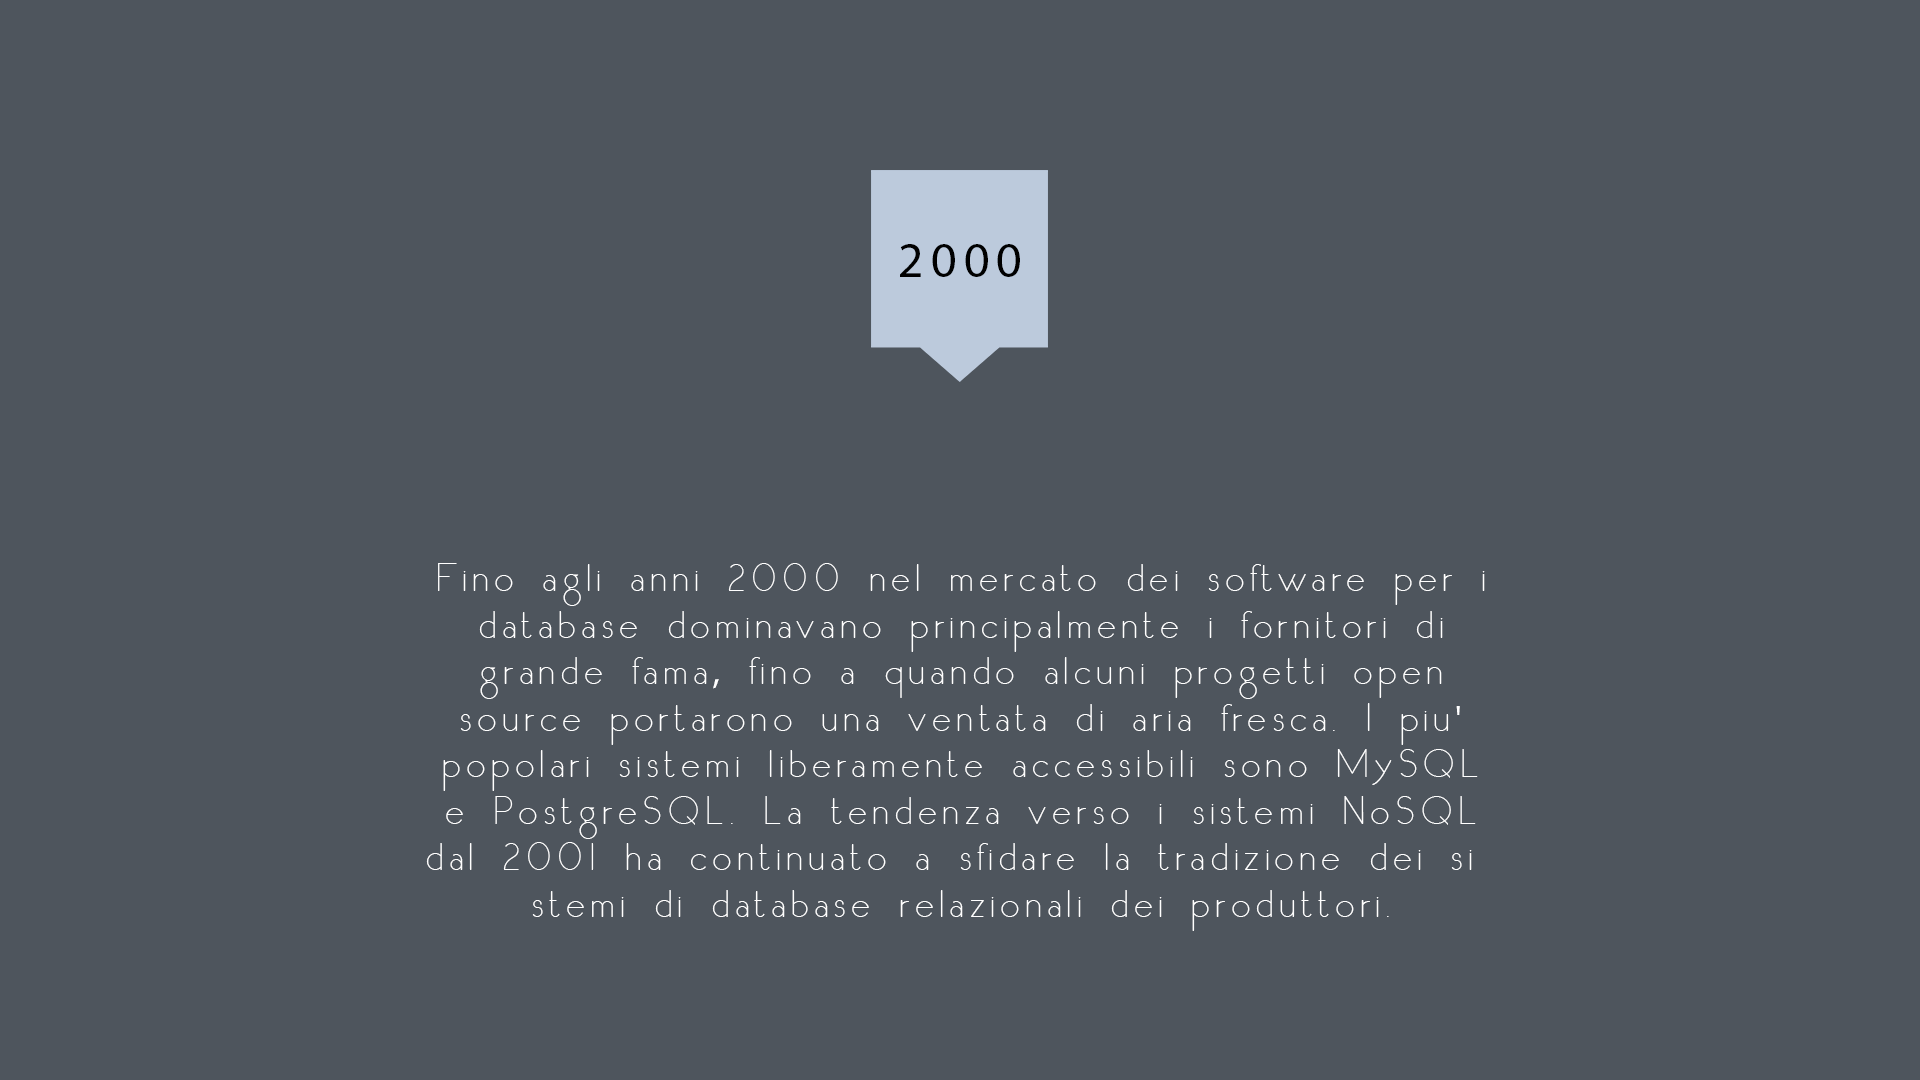 2000
Fino agli anni 2000 nel mercato dei software per i
database dominavano principalmente i fornitori di
grande fama, fino a quando alcuni progetti open
source portarono una ventata di aria fresca. I piu'
popolari sistemi liberamente accessibili sono MySQL
e PostgreSQL. La tendenza verso i sistemi NoSQL
dal 2001 ha continuato a sfidare la tradizione dei si
stemi di database relazionali dei produttori.